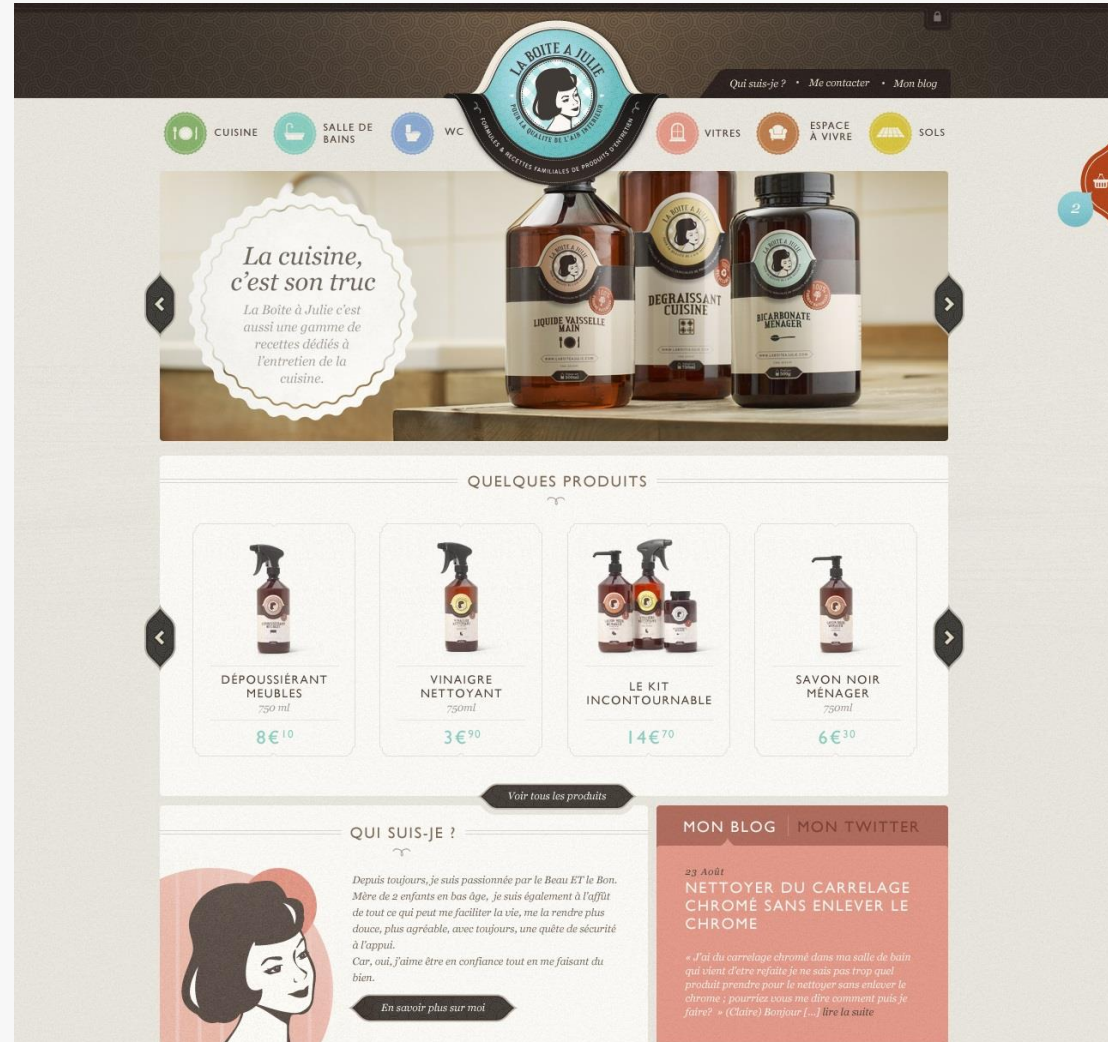 Qui suis-je ? • Me contacter • Mon blog
LA BOITE A JULIE
POUR LA QUALITE DE L'AIR INTERIEUR
FORMULES & RECETTES FAMILIALES DE PRODUITS D'ENTRETIEN
CUISINE
SALLE DE
BAINS
WC
VITRES
ESPACE
À VIVRE
SOLS
2
La cuisine,
c'est son truc
La Boîte à Julie c'est
aussi une gamme de
recettes dédiés à
l'entretien de la
cuisine.
LA BOITE A JULIE
LIQUIDE VAISSELLE
MAIN
DEGRAISSANT
CUISINE
LA BOITE A JULIE
BICARBONATE
MENAGER
QUELQUES PRODUITS
DÉPOUSSIÉRANT
MEUBLES
750 ml
8€10
VINAIGRE
NETTOYANT
750ml
3€90
LE KIT
INCONTOURNABLE
14€70
SAVON NOIR
MÉNAGER
750ml
6€30
Voir tous les produits
QUI SUIS-JE ?
Depuis toujours, je suis passionnée par le Beau ET le Bon.
Mère de 2 enfants en bas âge, je suis également à l'affût
de tout ce qui peut me faciliter la vie, me la rendre plus
douce, plus agréable, avec toujours, une quête de sécurité
à l'appui.
Car, oui, j'aime être en confiance tout en me faisant du
bien.
En savoir plus sur moi
MON BLOG
MON TWITTER
23 Août
NETTOYER DU CARRELAGE
CHROMÉ SANS ENLEVER LE
CHROME
« J'ai du carrelage chromé dans ma salle de bain
qui vient d'etre refaite je ne sais pas trop quel
produit prendre pour le nettoyer sans enlever le
chrome ; pourriez vous me dire comment puis je
faire? » (Claire) Bonjour [...] lire la suite